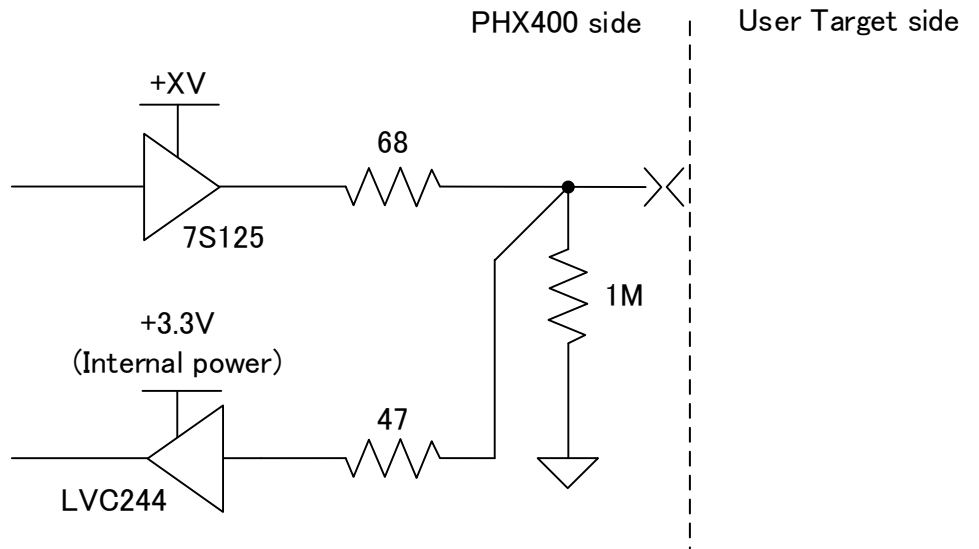 PHX400 side
User Target side
+XV
68
7S125
1M
+3.3V
(Internal power)
47
LVC244